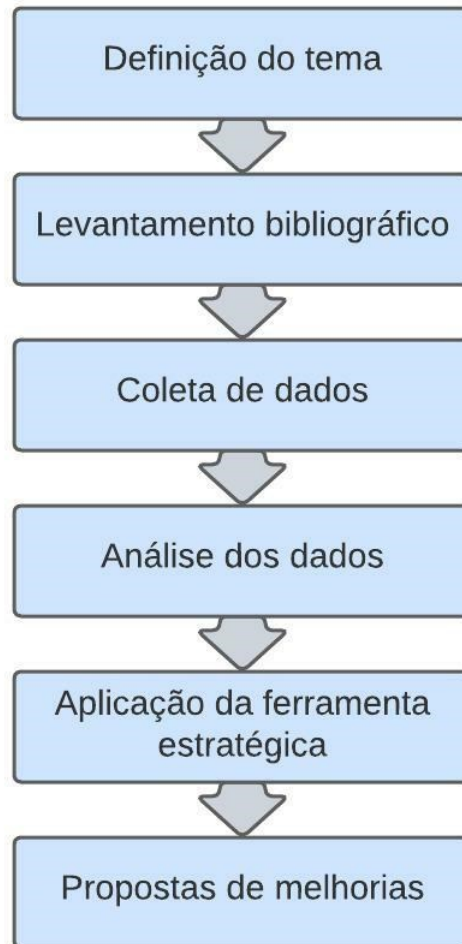 Definição do tema
Levantamento bibliográfico
Coleta de dados
Análise dos dados
Aplicação da ferramenta
estratégica
Propostas de melhorias